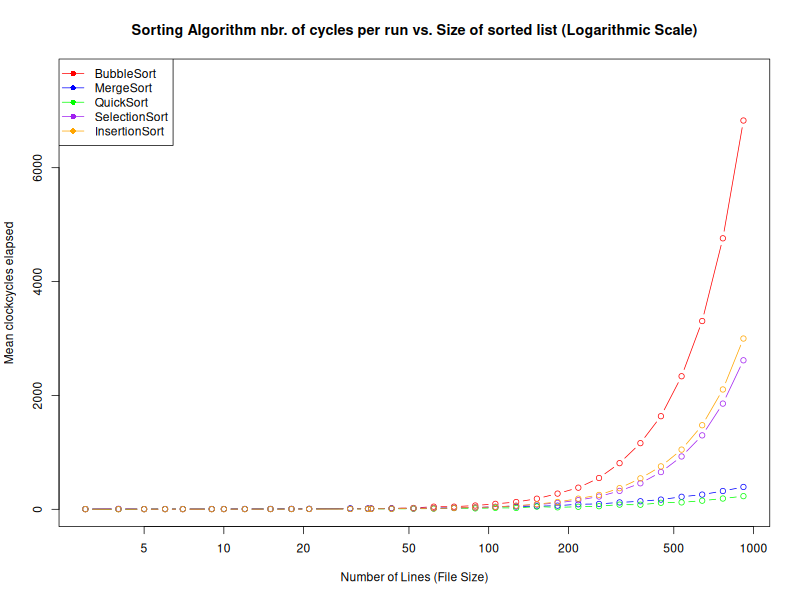 Sorting Algorithm nbr. of cycles per run vs. Size of sorted list (Logarithmic Scale)
BubbleSort
MergeSort
QuickSort
SelectionSort
InsertionSort
Mean clockcycles elapsed
6000
4000
2000
0
5 10 20 50 100 200 500 1000
Number of Lines (File Size)